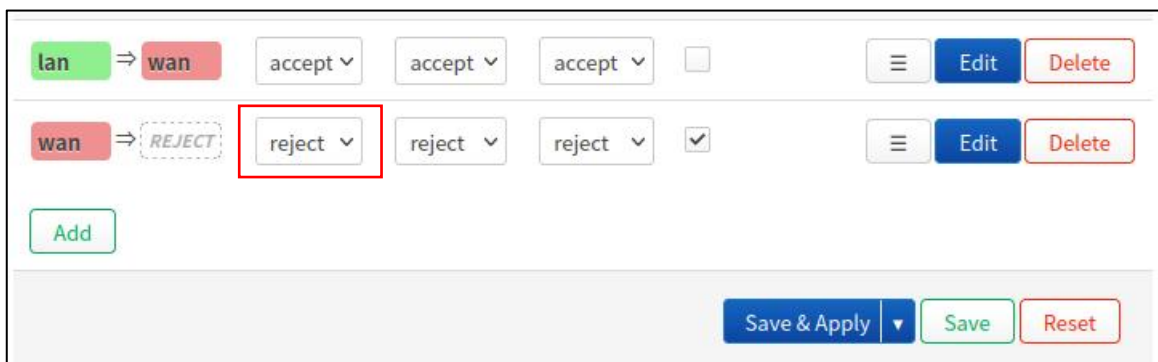 lan ⇒ wan accept accept accept ☰ Edit Delete
wan ⇒ REJECT reject reject reject ☰ Edit Delete
Add
Save & Apply ▾ Save Reset